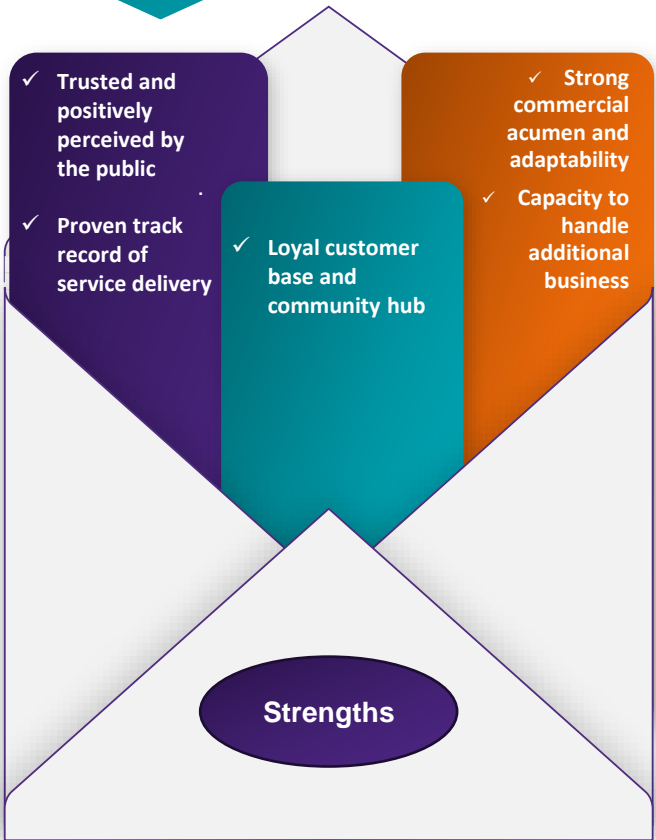 ✓ Trusted and
positively
perceived by
the public
.
✓ Proven track
record of
service delivery
✓ Loyal customer
base and
community hub
✓ Strong
commercial
acumen and
adaptability
✓ Capacity to
handle
additional
business
Strengths